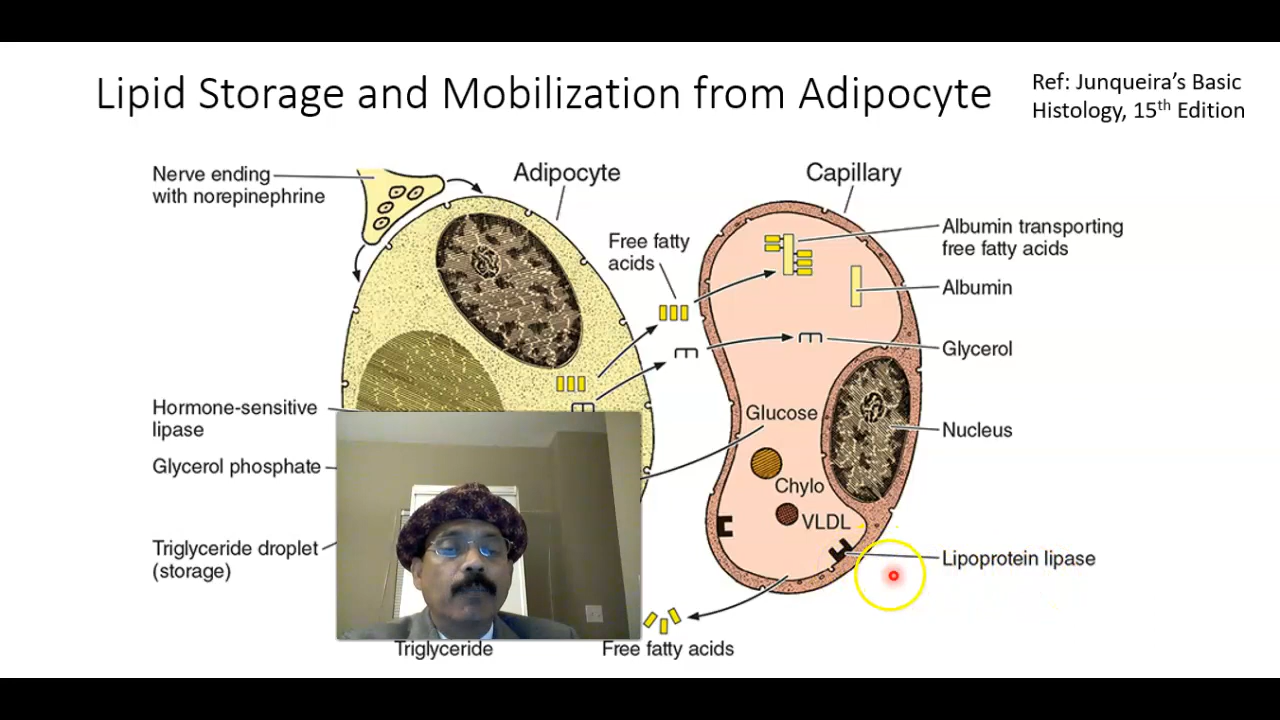 Lipid Storage and Mobilization from Adipocyte
Ref: Junqueira's Basic
Histology, 15th Edition
Nerve ending
with norepinephrine
Adipocyte
Capillary
Free fatty
acids
Albumin transporting
free fatty acids
Albumin
Glycerol
Hormone-sensitive
lipase
Glucose
Nucleus
Glycerol phosphate
Chylo
VLDL
Triglyceride droplet
(storage)
Lipoprotein lipase
Triglyceride
Free fatty acids